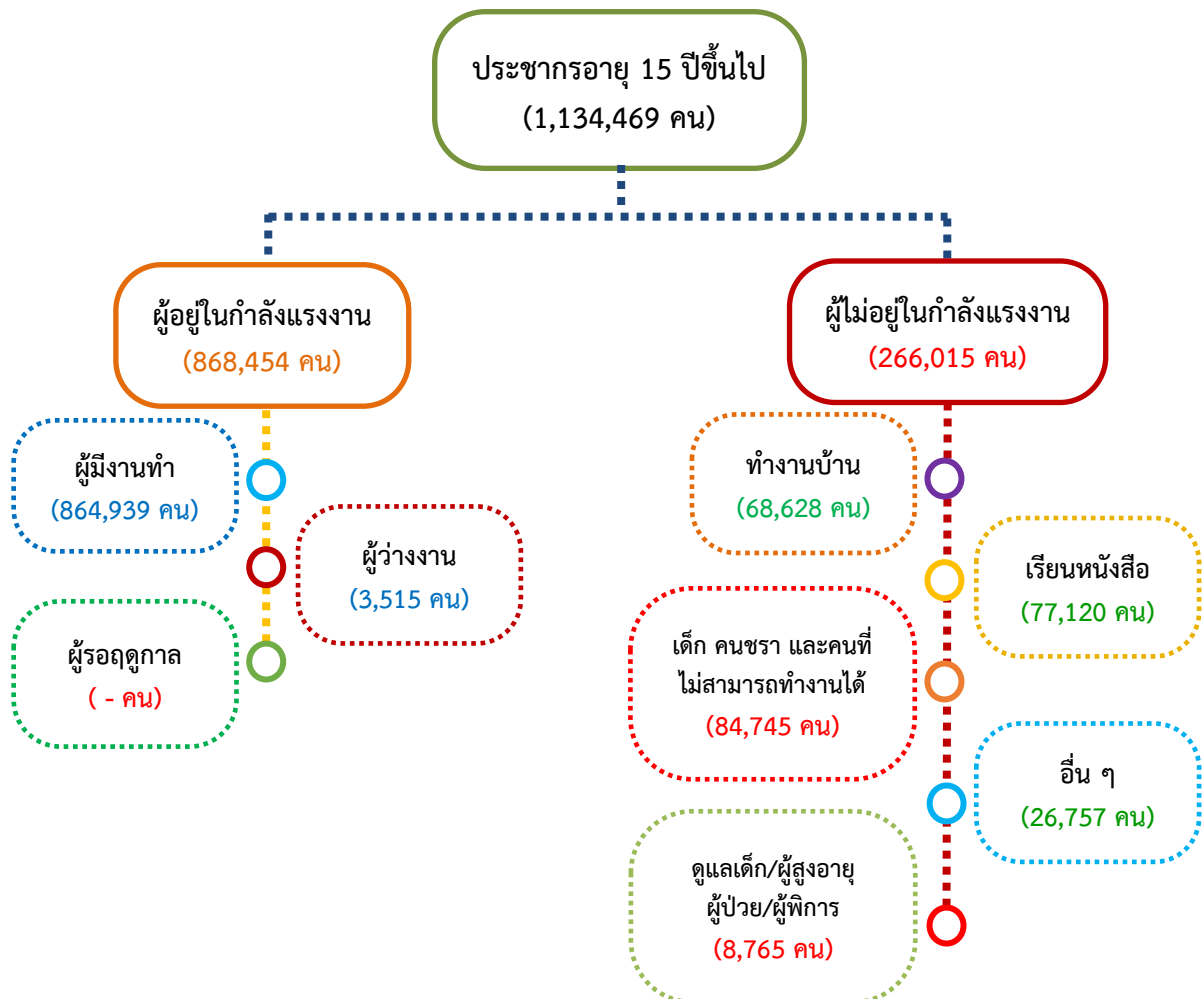 ประชากรอายุ 15 ปีขึ้นไป
(1,134,469 คน)
ผู้อยู่ในกำลังแรงงาน
(868,454 คน)
ผู้มีงานทำ
(864,939 คน)
ผู้ว่างงาน
(3,515 คน)
ผู้รอฤดูกาล
( - คน)
ผู้ไม่อยู่ในกำลังแรงงาน
(266,015 คน)
ทำงานบ้าน
(68,628 คน)
เรียนหนังสือ
(77,120 คน)
เด็ก คนชรา และคนที่
ไม่สามารถทำงานได้
(84,745 คน)
อื่น ๆ
(26,757 คน)
ดูแลเด็ก/ผู้สูงอายุ
ผู้ป่วย/ผู้พิการ
(8,765 คน)